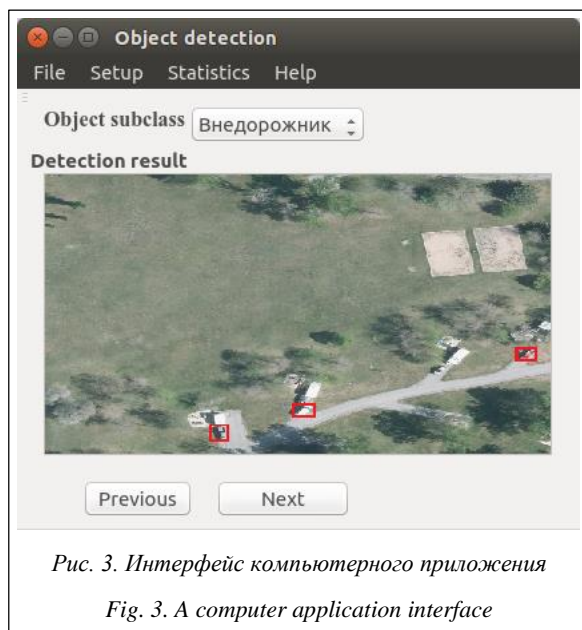 Object detection
File Setup Statistics Help
Object subclass Внедорожник
Detection result
Previous Next
Рис. 3. Интерфейс компьютерного приложения
Fig. 3. A computer application interface